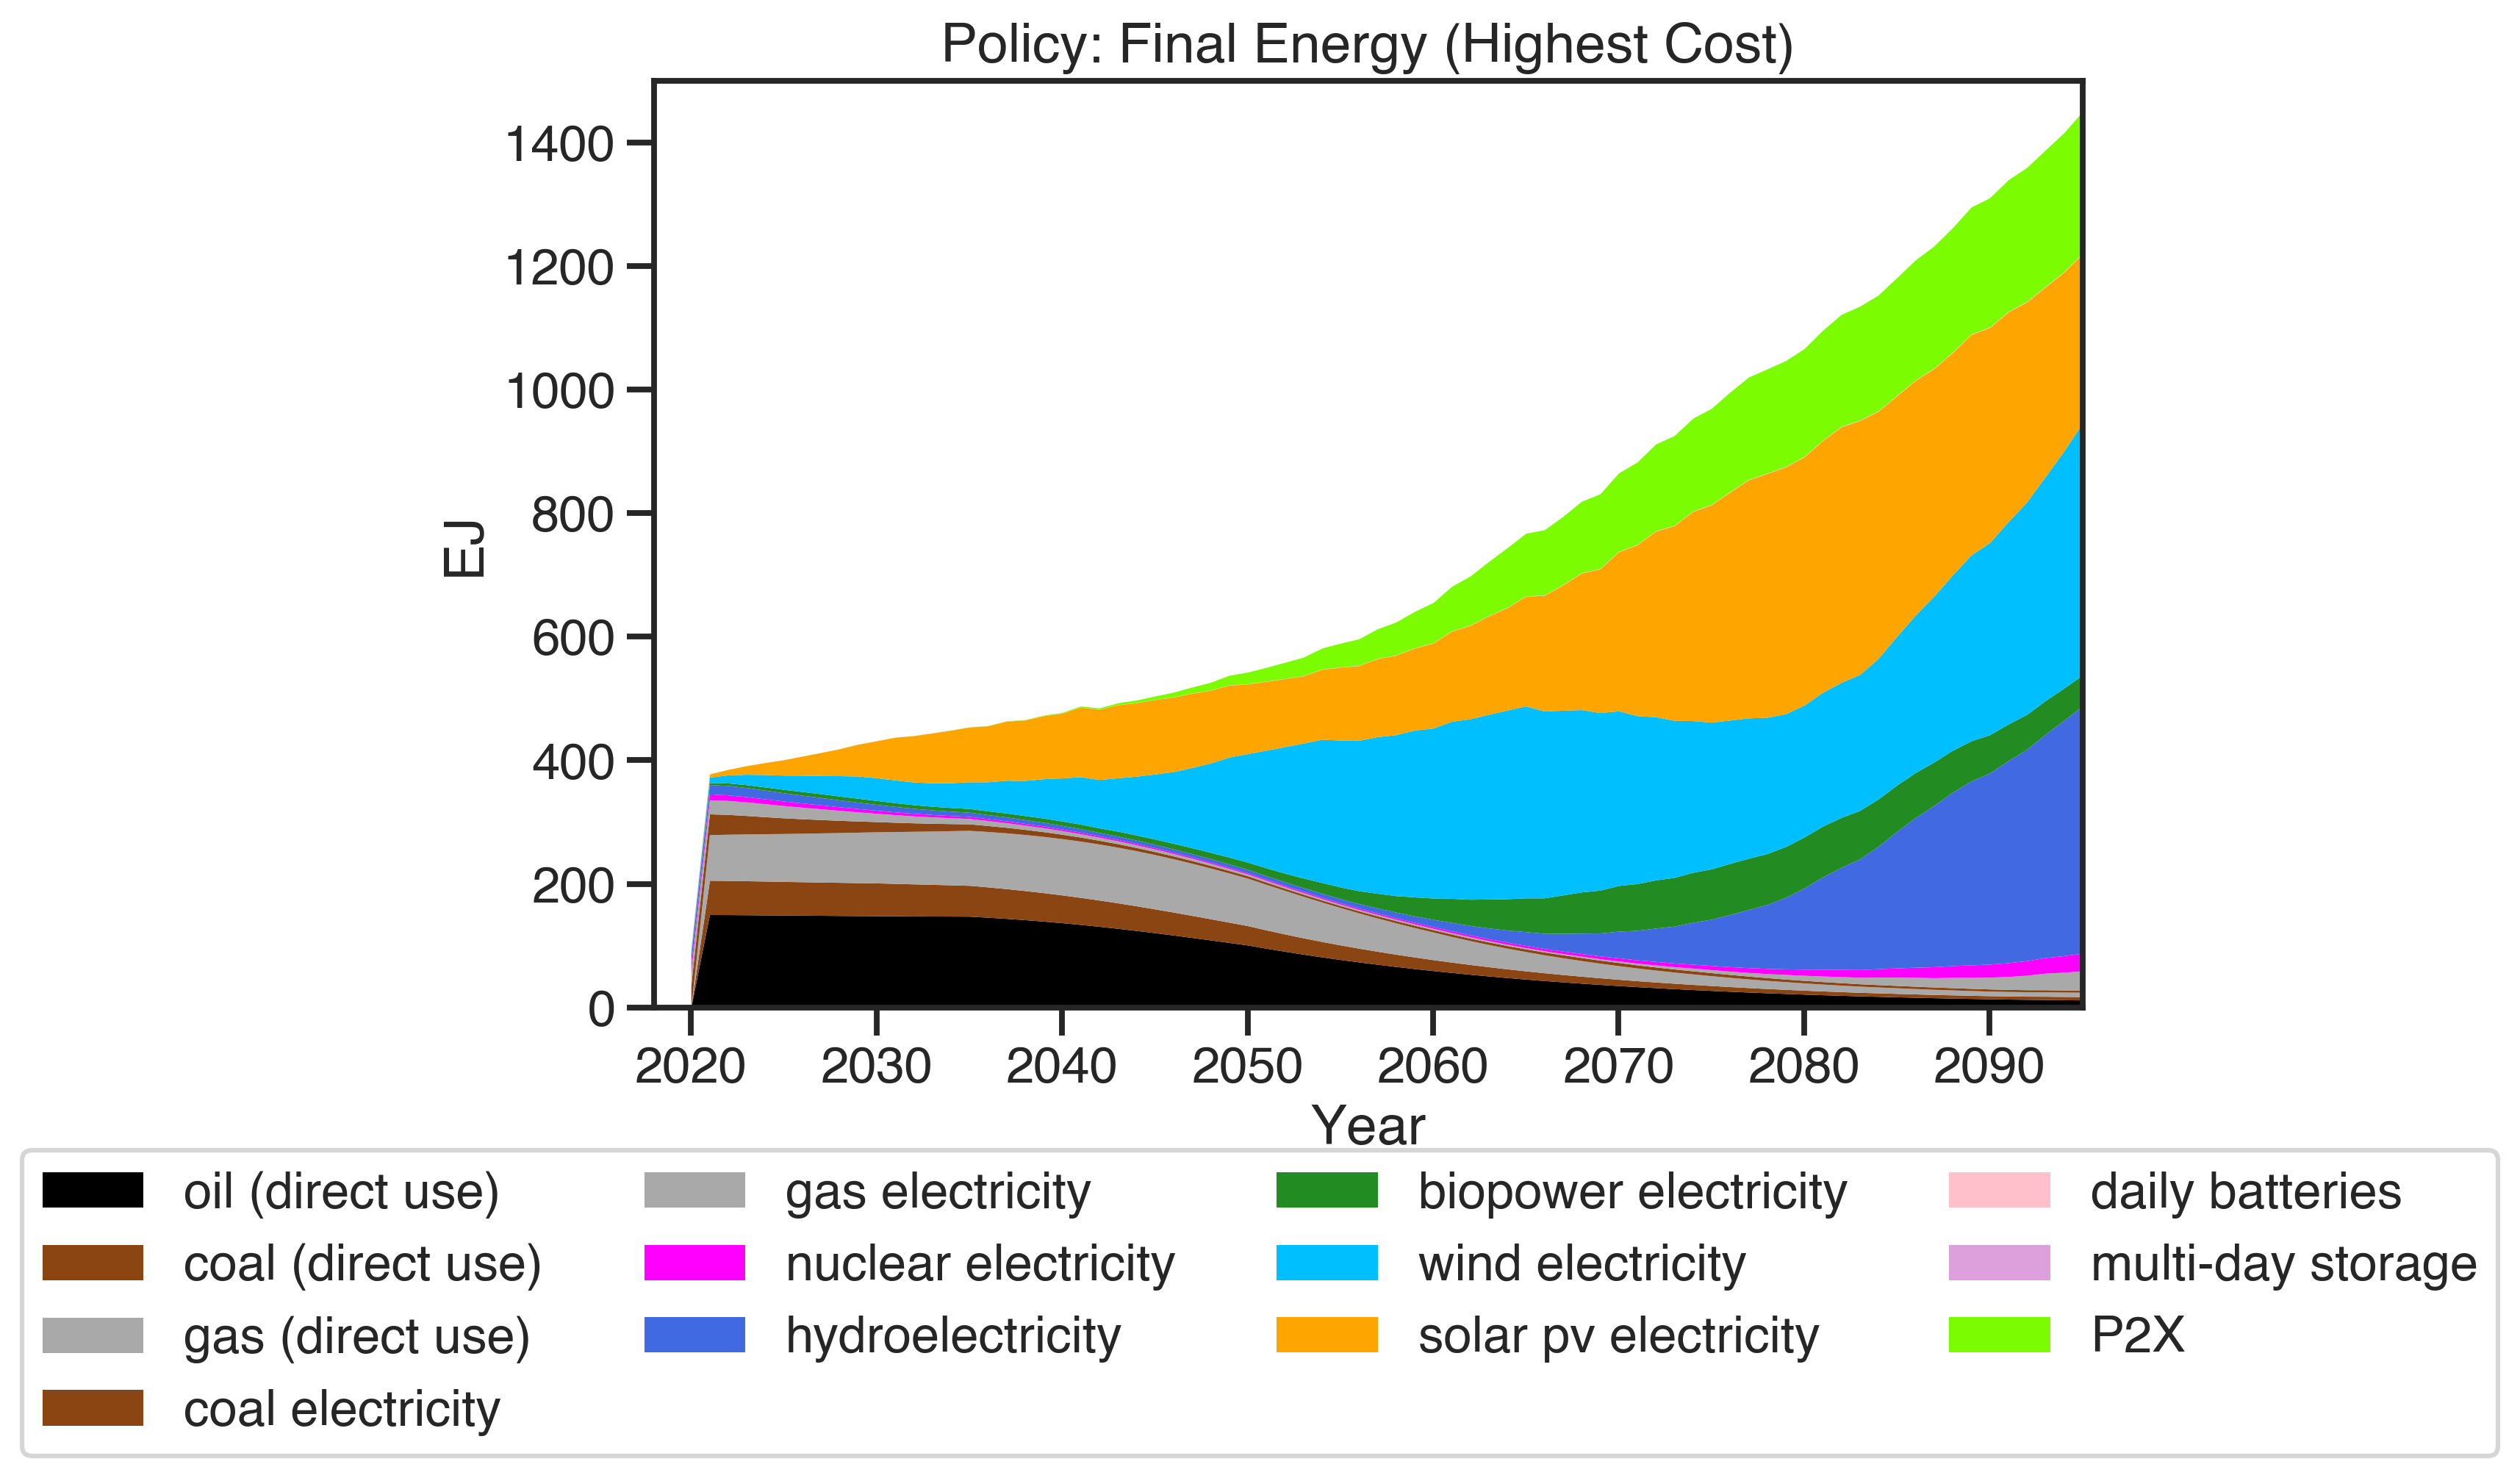 Policy: Final Energy (Highest Cost)
1400
1200
1000
800
600
400
200
0
EJ
2020 2030 2040 2050 2060 2070 2080 2090
Year
oil (direct use)
coal (direct use)
gas (direct use)
coal electricity
gas electricity
nuclear electricity
hydroelectricity
biopower electricity
wind electricity
solar pv electricity
daily batteries
multi-day storage
P2X